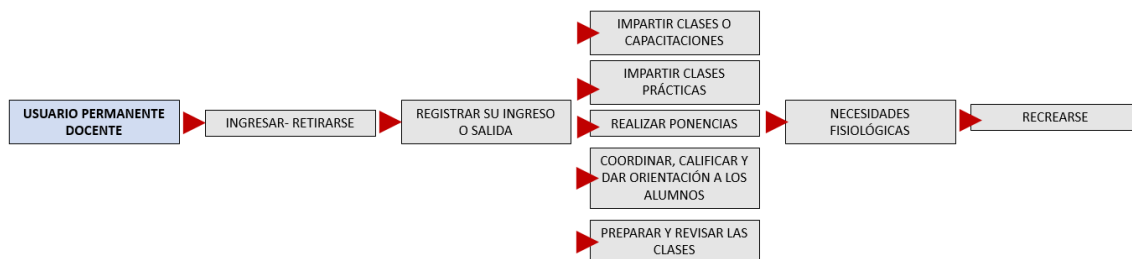 USUARIO PERMANENTE
DOCENTE
INGRESAR- RETIRARSE
REGISTRAR SU INGRESO
O SALIDA
IMPARTIR CLASES O
CAPACITACIONES
IMPARTIR CLASES
PRÁCTICAS
REALIZAR PONENCIAS
COORDINAR, CALIFICAR Y
DAR ORIENTACIÓN A LOS
ALUMNOS
PREPARAR Y REVISAR LAS
CLASES
NECESIDADES
FISIOLÓGICAS
RECREARSE